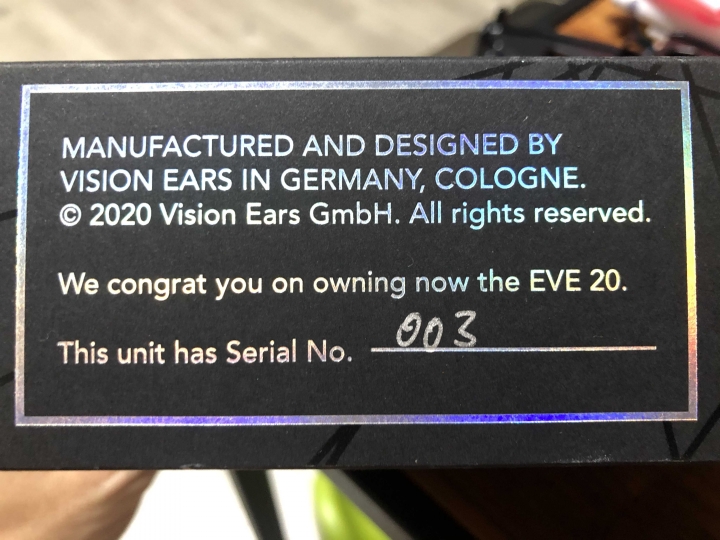 MANUFACTURED AND DESIGNED BY
VISION EARS IN GERMANY, COLOGNE.
© 2020 Vision Ears GmbH. All rights reserved.
We congrat you on owning now the EVE 20.
This unit has Serial No. 003